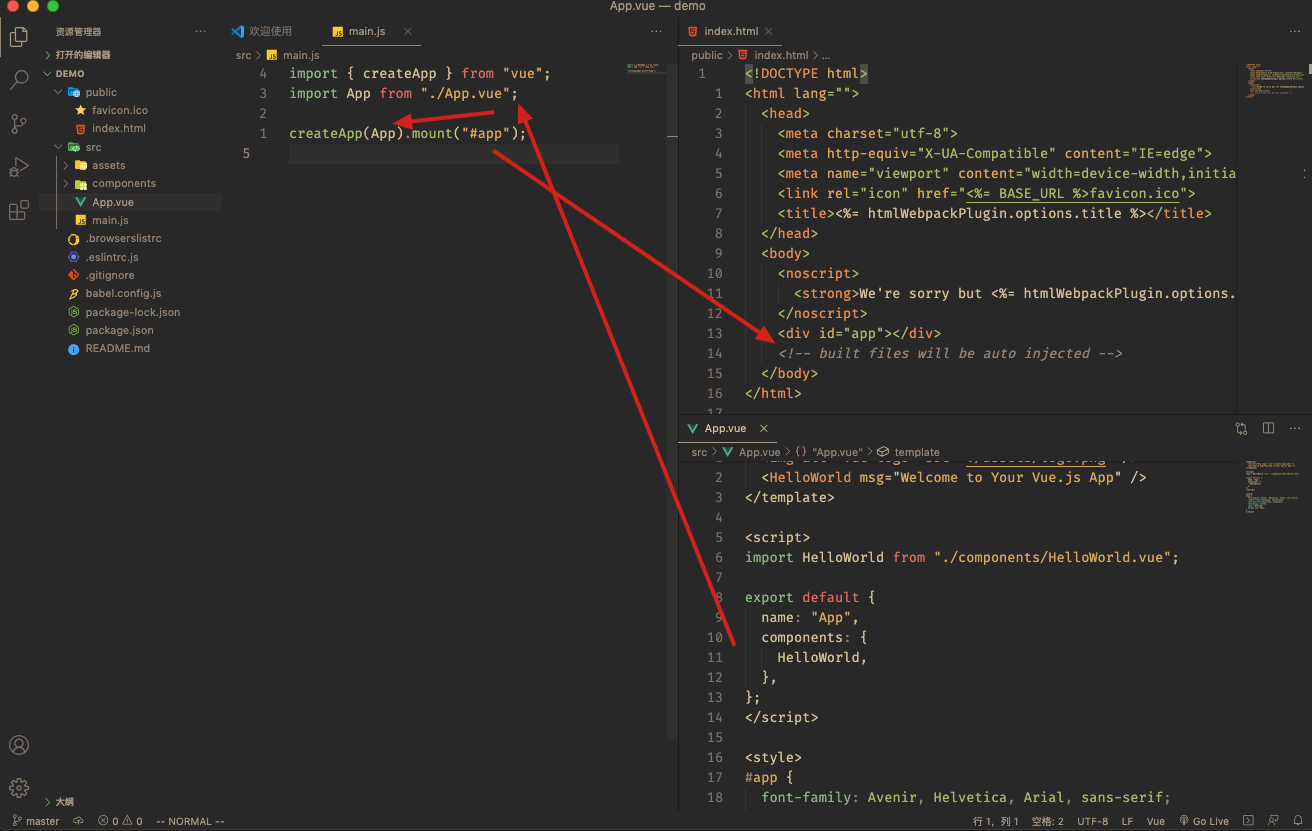 App.vue — demo
资源管理器
打开的编辑器
DEMO
public
favicon.ico
index.html
src
assets
components
App.vue
main.js
.browserslistrc
.eslintrc.js
.gitignore
babel.config.js
package-lock.json
package.json
README.md
大纲
欢迎使用
main.js
src > main.js
4 import { createApp } from "vue";
3 import App from "./App.vue";
2
1 createApp(App).mount("#app");
5
index.html
public > index.html > ...
1 <!DOCTYPE html>
1 <html lang="">
2 <head>
3 <meta charset="utf-8">
4 <meta http-equiv="X-UA-Compatible" content="IE=edge">
5 <meta name="viewport" content="width=device-width,initia
6 <link rel="icon" href="<%= BASE_URL %>favicon.ico">
7 <title><%= htmlWebpackPlugin.options.title %></title>
8 </head>
9 <body>
10 <noscript>
11 <strong>We're sorry but <%= htmlWebpackPlugin.options.
12 </noscript>
13 <div id="app"></div>
14 <!-- built files will be auto injected -->
15 </body>
16 </html>
17
App.vue
src > App.vue > {} "App.vue" > template
2 <HelloWorld msg="Welcome to Your Vue.js App" />
3 </template>
4
5 <script>
6 import HelloWorld from "./components/HelloWorld.vue";
7
8 export default {
9 name: "App",
10 components: {
11 HelloWorld,
12 },
13 };
14 </script>
15
16 <style>
17 #app {
18 font-family: Avenir, Helvetica, Arial, sans-serif;
master 0 0 -- NORMAL -- 行 1, 列 1 空格: 2 UTF-8 LF Vue Go Live